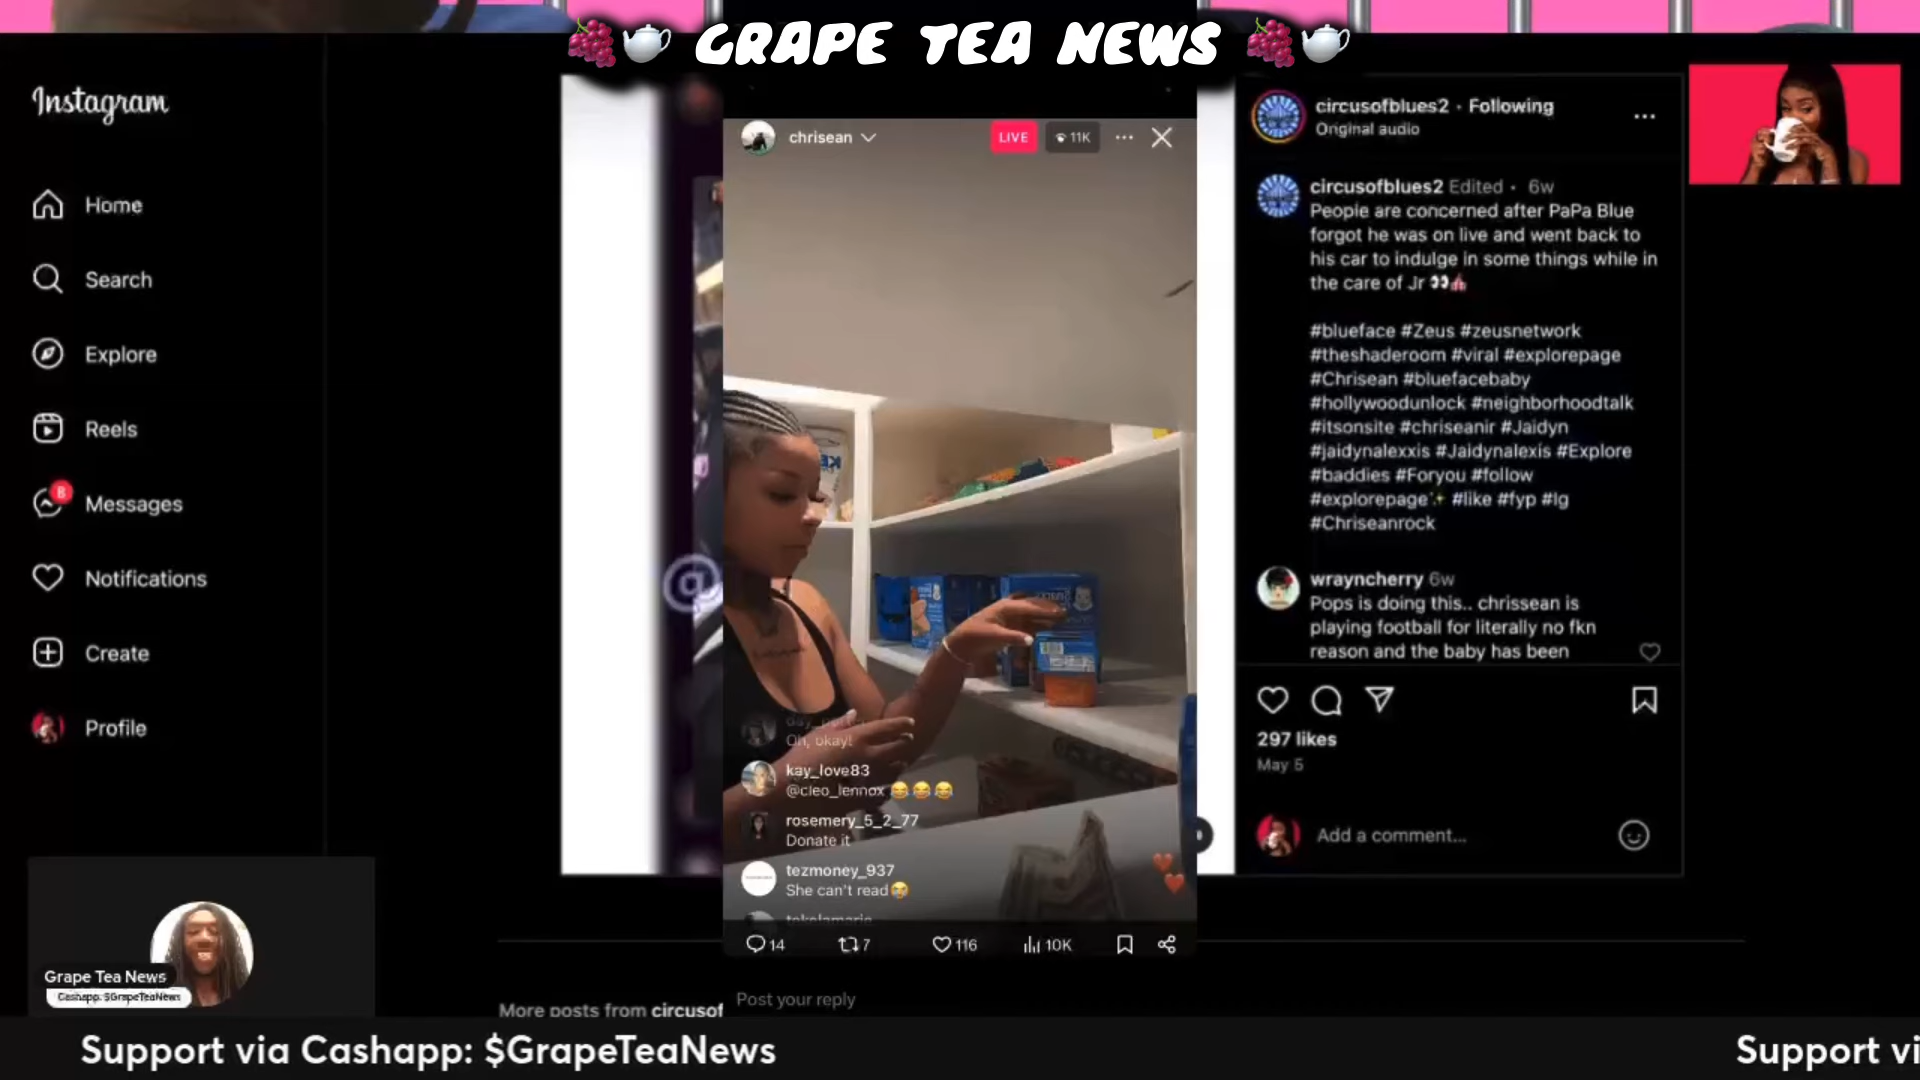 GRAPE TEA NEWS
Instagram
Home
Search
Explore
Reels
8
Messages
Notifications
Create
Profile
Grape Tea News
Cashapp: $GrapeTeaNews
chrisean
LIVE
11K
@
Oh, okay!
kay_love83
@cleo_lennox 😂😂😂
rosemery_5_2_77
Donate it
tezmoney_937
She can't read😭
14
7
116
10K
Post your reply
circusofblues2 • Following
Original audio
circusofblues2 Edited • 6w
People are concerned after PaPa Blue
forgot he was on live and went back to
his car to indulge in some things while in
the care of Jr 👀
#blueface #Zeus #zeusnetwork
#theshaderoom #viral #explorepage
#Chrisean #bluefacebaby
#hollywoodunlock #neighborhoodtalk
#itsonsite #chriseanir #Jaidyn
#jaidynalexxis #Jaidynalexis #Explore
#baddies #Foryou #follow
#explorepage✨ #like #fyp #Ig
#Chriseanrock
wrayncherry 6w
Pops is doing this.. chrissean is
playing football for literally no fkn
reason and the baby has been
297 likes
May 5
Add a comment...
More posts from circusof
Support via Cashapp: $GrapeTeaNews
Support vi